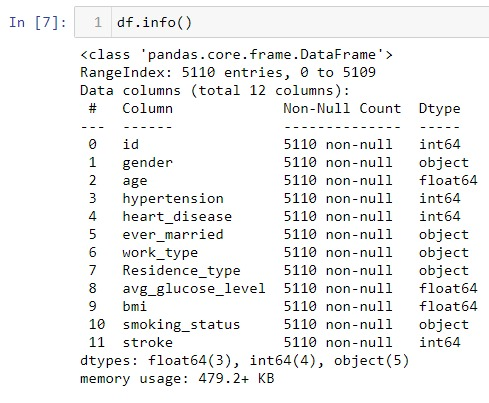 In [7]: 1 df.info()
<class 'pandas.core.frame.DataFrame'>
RangeIndex: 5110 entries, 0 to 5109
Data columns (total 12 columns):
 #   Column             Non-Null Count  Dtype
---  ------             --------------  -----
 0   id                 5110 non-null   int64
 1   gender             5110 non-null   object
 2   age                5110 non-null   float64
 3   hypertension       5110 non-null   int64
 4   heart_disease      5110 non-null   int64
 5   ever_married       5110 non-null   object
 6   work_type          5110 non-null   object
 7   Residence_type     5110 non-null   object
 8   avg_glucose_level  5110 non-null   float64
 9   bmi                5110 non-null   float64
 10  smoking_status     5110 non-null   object
 11  stroke             5110 non-null   int64
dtypes: float64(3), int64(4), object(5)
memory usage: 479.2+ KB